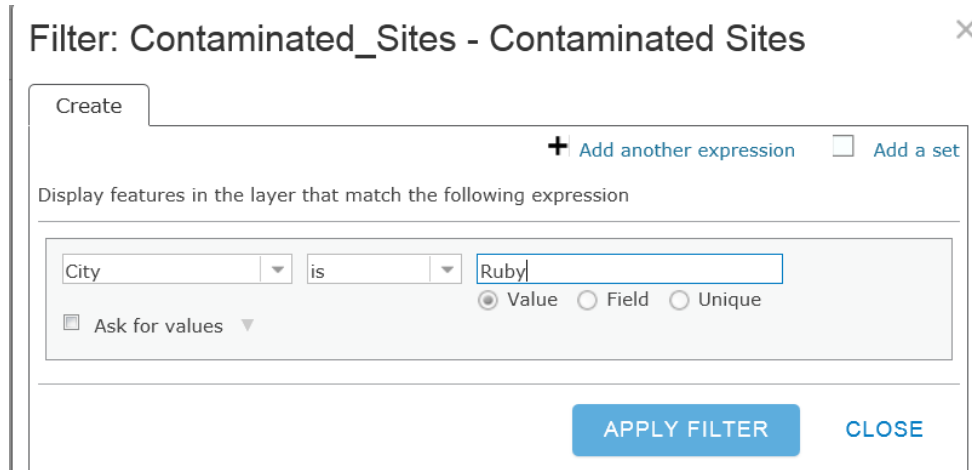 Filter: Contaminated_Sites - Contaminated Sites
Create
Add another expression Add a set
Display features in the layer that match the following expression
City is Ruby
Value Field Unique
Ask for values
APPLY FILTER CLOSE